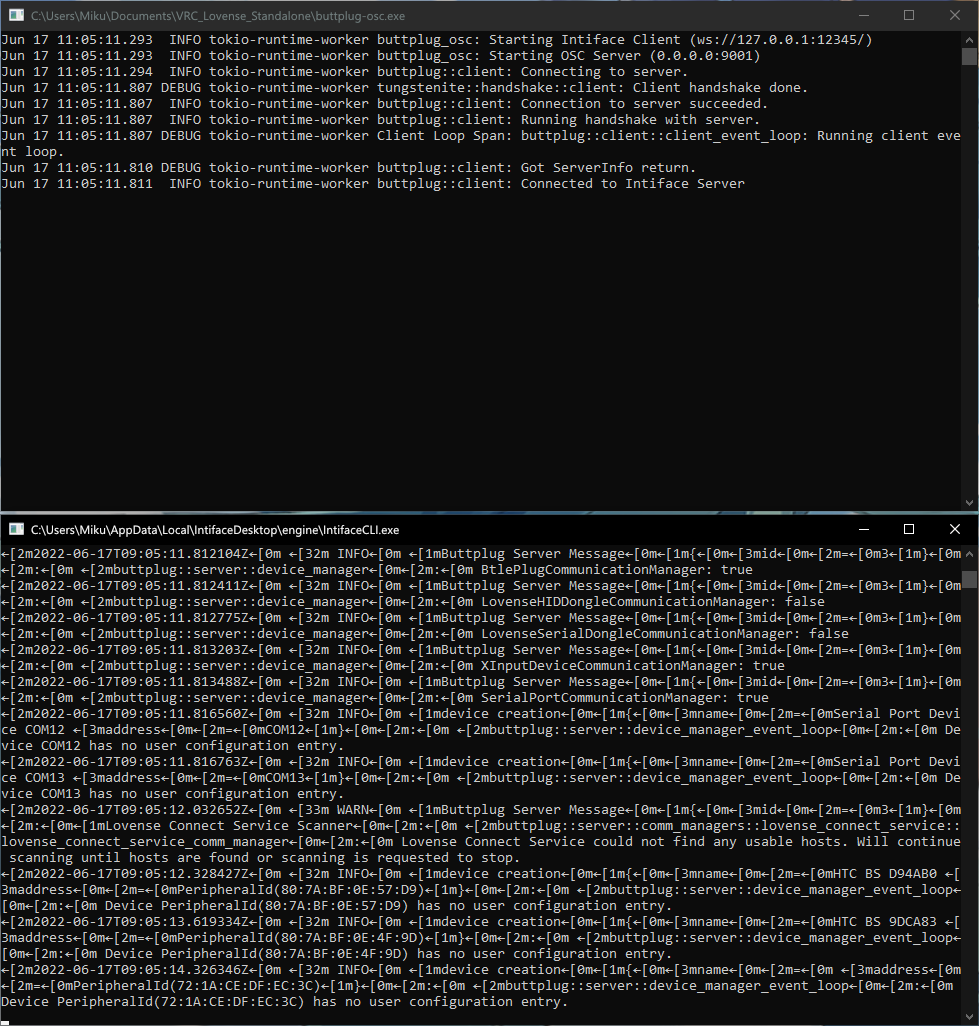 C:\Users\Miku\Documents\VRC_Lovense_Standalone\buttplug-osc.exe
Jun 17 11:05:11.293  INFO tokio-runtime-worker buttplug_osc: Starting Intiface Client (ws://127.0.0.1:12345/)
Jun 17 11:05:11.293  INFO tokio-runtime-worker buttplug_osc: Starting OSC Server (0.0.0.0:9001)
Jun 17 11:05:11.294  INFO tokio-runtime-worker buttplug::client: Connecting to server.
Jun 17 11:05:11.807 DEBUG tokio-runtime-worker tungstenite::handshake::client: Client handshake done.
Jun 17 11:05:11.807  INFO tokio-runtime-worker buttplug::client: Connection to server succeeded.
Jun 17 11:05:11.807  INFO tokio-runtime-worker buttplug::client: Running handshake with server.
Jun 17 11:05:11.807 DEBUG tokio-runtime-worker Client Loop Span: buttplug::client::client_event_loop: Running client eve
nt loop.
Jun 17 11:05:11.810 DEBUG tokio-runtime-worker buttplug::client: Got ServerInfo return.
Jun 17 11:05:11.811  INFO tokio-runtime-worker buttplug::client: Connected to Intiface Server
C:\Users\Miku\AppData\Local\IntifaceDesktop\engine\IntifaceCLI.exe
←[2m2022-06-17T09:05:11.812104Z←[0m ←[32m INFO←[0m ←[1mButtplug Server Message←[0m←[1m{←[0m←[3mid←[0m←[2m=←[0m3←[1m}←[0m
←[2m:←[0m ←[2mbuttplug::server::device_manager←[0m←[2m:←[0m BtlePlugCommunicationManager: true
←[2m2022-06-17T09:05:11.812411Z←[0m ←[32m INFO←[0m ←[1mButtplug Server Message←[0m←[1m{←[0m←[3mid←[0m←[2m=←[0m3←[1m}←[0m
←[2m:←[0m ←[2mbuttplug::server::device_manager←[0m←[2m:←[0m LovenseHIDDongleCommunicationManager: false
←[2m2022-06-17T09:05:11.812775Z←[0m ←[32m INFO←[0m ←[1mButtplug Server Message←[0m←[1m{←[0m←[3mid←[0m←[2m=←[0m3←[1m}←[0m
←[2m:←[0m ←[2mbuttplug::server::device_manager←[0m←[2m:←[0m LovenseSerialDongleCommunicationManager: false
←[2m2022-06-17T09:05:11.813203Z←[0m ←[32m INFO←[0m ←[1mButtplug Server Message←[0m←[1m{←[0m←[3mid←[0m←[2m=←[0m3←[1m}←[0m
←[2m:←[0m ←[2mbuttplug::server::device_manager←[0m←[2m:←[0m XInputDeviceCommunicationManager: true
←[2m2022-06-17T09:05:11.813488Z←[0m ←[32m INFO←[0m ←[1mButtplug Server Message←[0m←[1m{←[0m←[3mid←[0m←[2m=←[0m3←[1m}←[0m
←[2m:←[0m ←[2mbuttplug::server::device_manager←[0m←[2m:←[0m SerialPortCommunicationManager: true
←[2m2022-06-17T09:05:11.816560Z←[0m ←[32m INFO←[0m ←[1mdevice creation←[0m←[1m{←[0m←[3mname←[0m←[2m=←[0mSerial Port Devi
ce COM12 ←[3maddress←[0m←[2m=←[0mCOM12←[1m}←[0m←[2m:←[0m ←[2mbuttplug::server::device_manager_event_loop←[0m←[2m:←[0m De
vice COM12 has no user configuration entry.
←[2m2022-06-17T09:05:11.816763Z←[0m ←[32m INFO←[0m ←[1mdevice creation←[0m←[1m{←[0m←[3mname←[0m←[2m=←[0mSerial Port Devi
ce COM13 ←[3maddress←[0m←[2m=←[0mCOM13←[1m}←[0m←[2m:←[0m ←[2mbuttplug::server::device_manager_event_loop←[0m←[2m:←[0m De
vice COM13 has no user configuration entry.
←[2m2022-06-17T09:05:12.032652Z←[0m ←[33m WARN←[0m ←[1mButtplug Server Message←[0m←[1m{←[0m←[3mid←[0m←[2m=←[0m3←[1m}←[0m
←[2m:←[0m←[1mLovense Connect Service Scanner←[0m←[2m:←[0m ←[2mbuttplug::server::comm_managers::lovense_connect_service::
lovense_connect_service_comm_manager←[0m←[2m:←[0m Lovense Connect Service could not find any usable hosts. Will continue
 scanning until hosts are found or scanning is requested to stop.
←[2m2022-06-17T09:05:12.328427Z←[0m ←[32m INFO←[0m ←[1mdevice creation←[0m←[1m{←[0m←[3mname←[0m←[2m=←[0mHTC BS D94AB0 ←[
3maddress←[0m←[2m=←[0mPeripheralId(80:7A:BF:0E:57:D9)←[1m}←[0m←[2m:←[0m ←[2mbuttplug::server::device_manager_event_loop←
[0m←[2m:←[0m Device PeripheralId(80:7A:BF:0E:57:D9) has no user configuration entry.
←[2m2022-06-17T09:05:13.619334Z←[0m ←[32m INFO←[0m ←[1mdevice creation←[0m←[1m{←[0m←[3mname←[0m←[2m=←[0mHTC BS 9DCA83 ←[
3maddress←[0m←[2m=←[0mPeripheralId(80:7A:BF:0E:4F:9D)←[1m}←[0m←[2m:←[0m ←[2mbuttplug::server::device_manager_event_loop←
[0m←[2m:←[0m Device PeripheralId(80:7A:BF:0E:4F:9D) has no user configuration entry.
←[2m2022-06-17T09:05:14.326346Z←[0m ←[32m INFO←[0m ←[1mdevice creation←[0m←[1m{←[0m←[3mname←[0m←[2m=←[0m ←[3maddress←[0m
←[2m=←[0mPeripheralId(72:1A:CE:DF:EC:3C)←[1m}←[0m←[2m:←[0m ←[2mbuttplug::server::device_manager_event_loop←[0m←[2m:←[0m
Device PeripheralId(72:1A:CE:DF:EC:3C) has no user configuration entry.